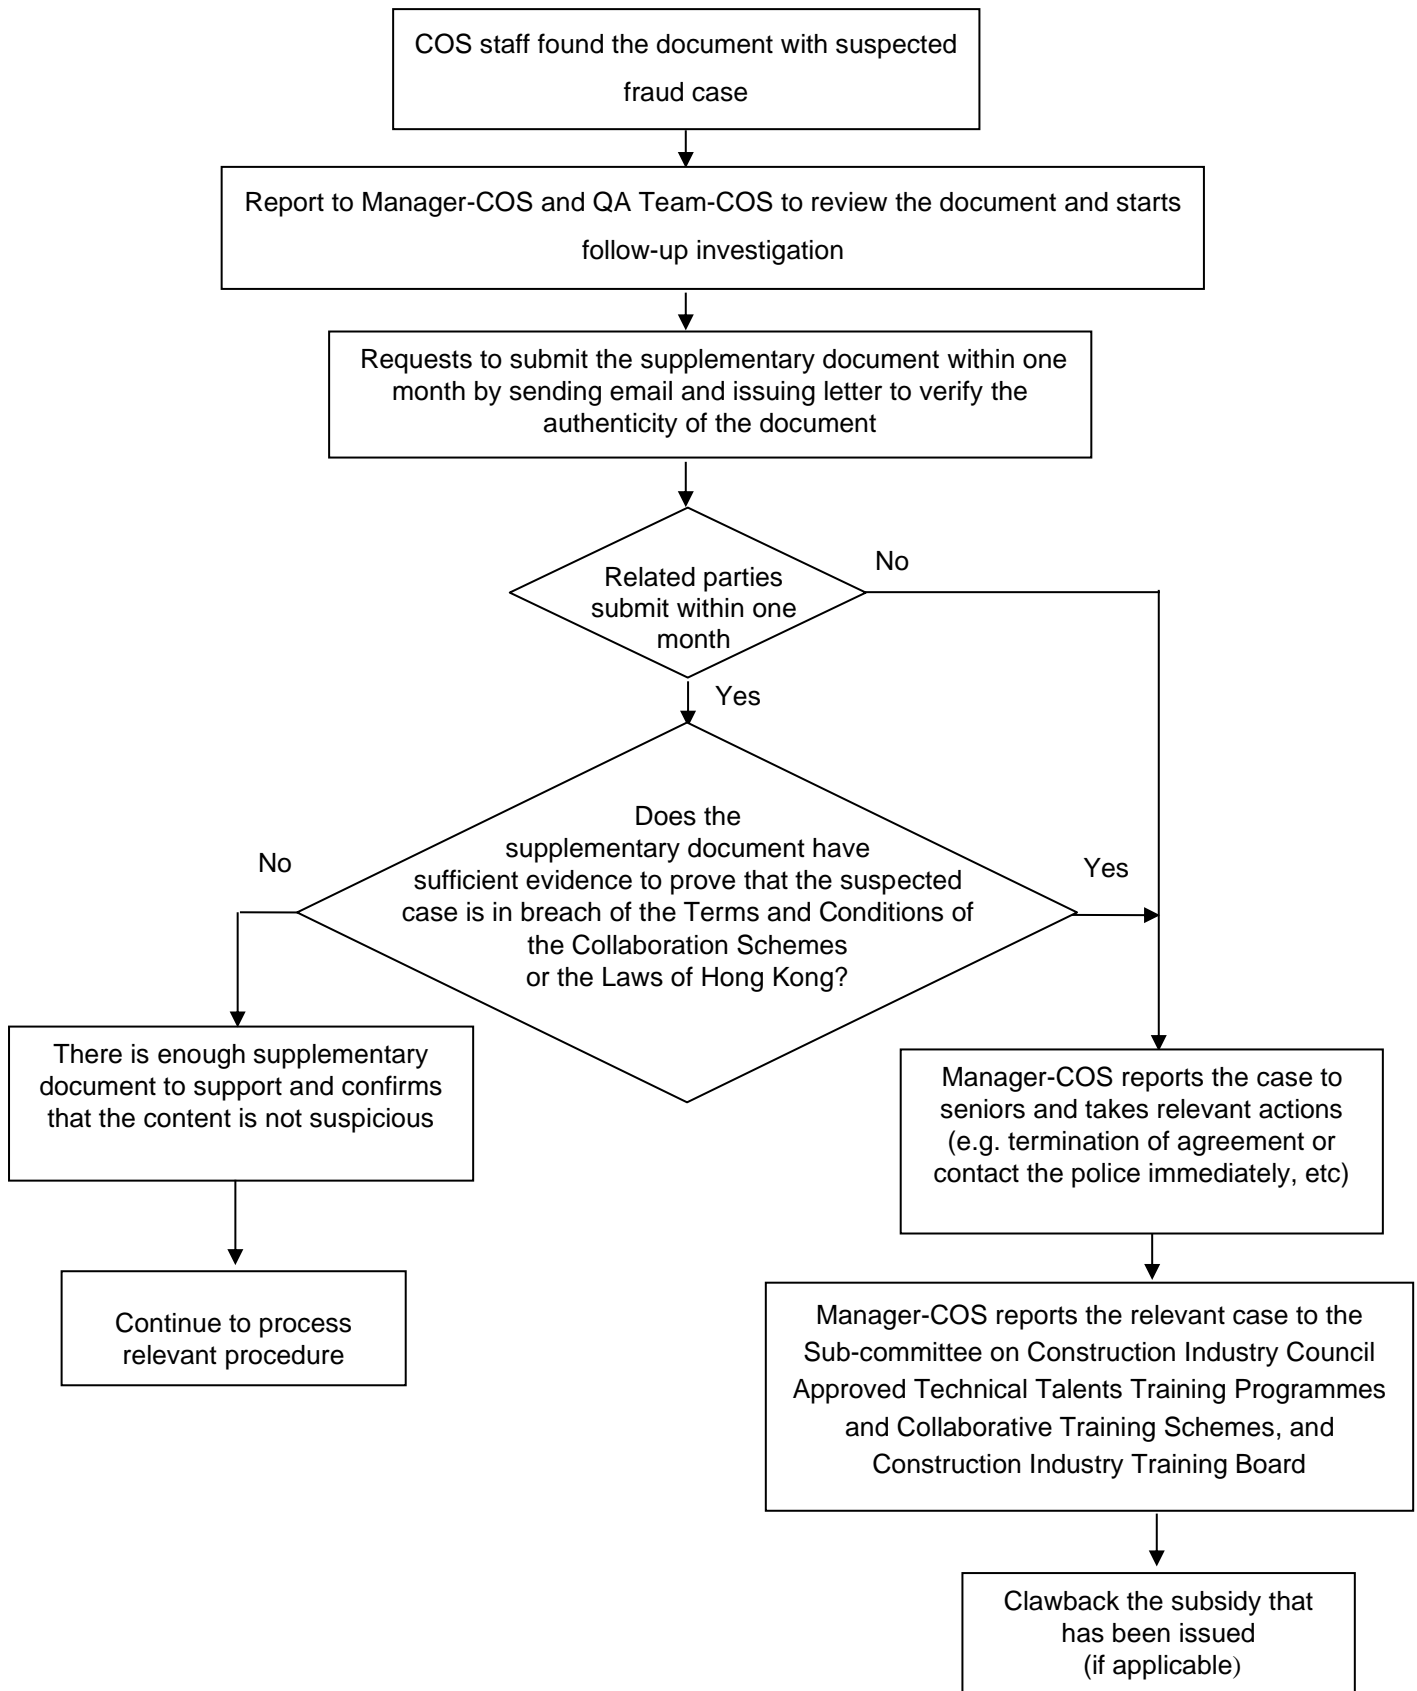 COS staff found the document with suspected
fraud case
Report to Manager-COS and QA Team-COS to review the document and starts
follow-up investigation
Requests to submit the supplementary document within one
month by sending email and issuing letter to verify the
authenticity of the document
Related parties
submit within one
month
No
Yes
Does the
supplementary document have
sufficient evidence to prove that the suspected
case is in breach of the Terms and Conditions of
the Collaboration Schemes
or the Laws of Hong Kong?
No
Yes
There is enough supplementary
document to support and confirms
that the content is not suspicious
Continue to process
relevant procedure
Manager-COS reports the case to
seniors and takes relevant actions
(e.g. termination of agreement or
contact the police immediately, etc)
Manager-COS reports the relevant case to the
Sub-committee on Construction Industry Council
Approved Technical Talents Training Programmes
and Collaborative Training Schemes, and
Construction Industry Training Board
Clawback the subsidy that
has been issued
(if applicable)